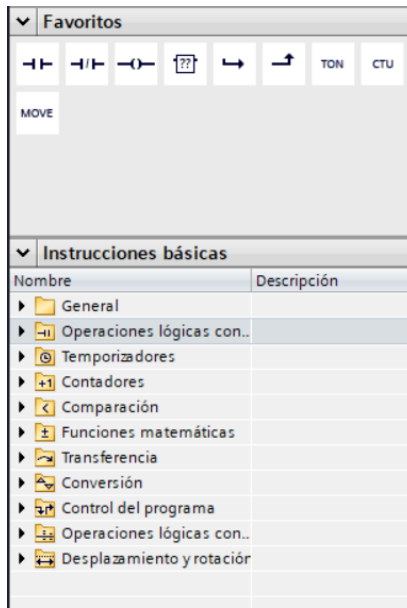 Favoritos
?? TON CTU
MOVE
Instrucciones básicas
Nombre Descripción
General
Operaciones lógicas con..
Temporizadores
+1 Contadores
Comparación
± Funciones matemáticas
Transferencia
Conversión
Control del programa
Operaciones lógicas con..
Desplazamiento y rotación